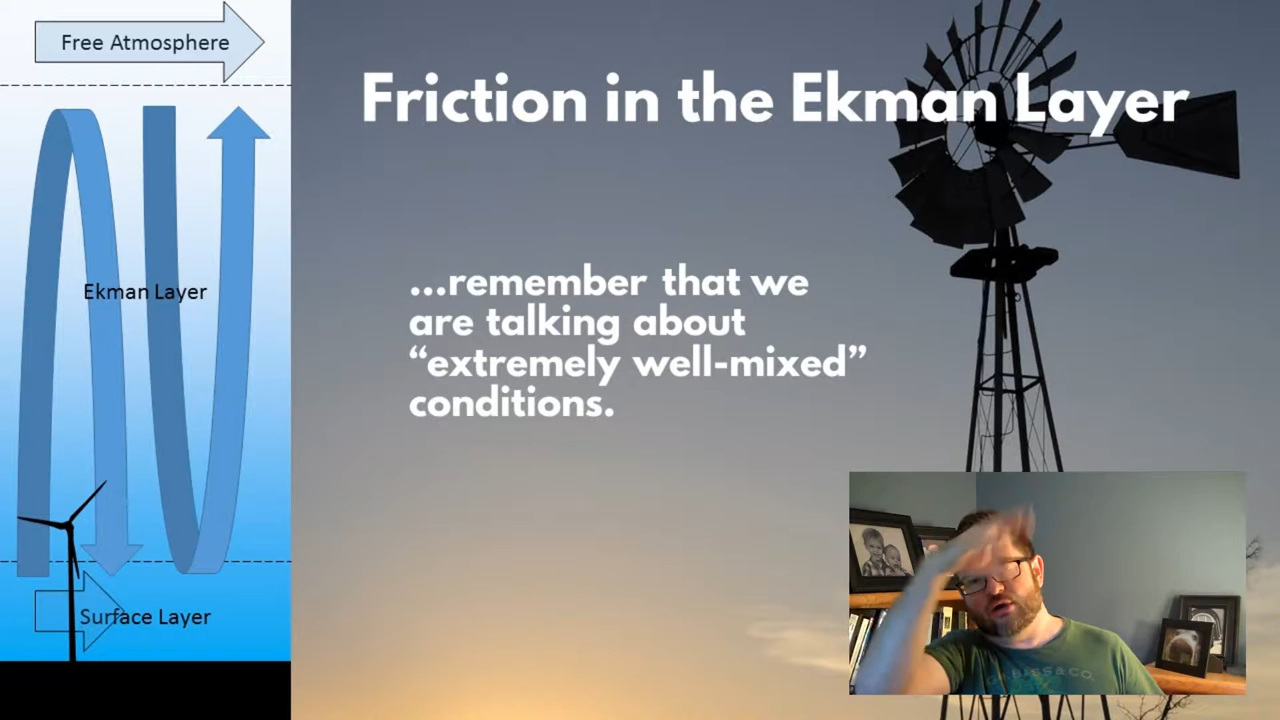 Free Atmosphere
Ekman Layer
Surface Layer
Friction in the Ekman Layer
...remember that we
are talking about
“extremely well-mixed”
conditions.